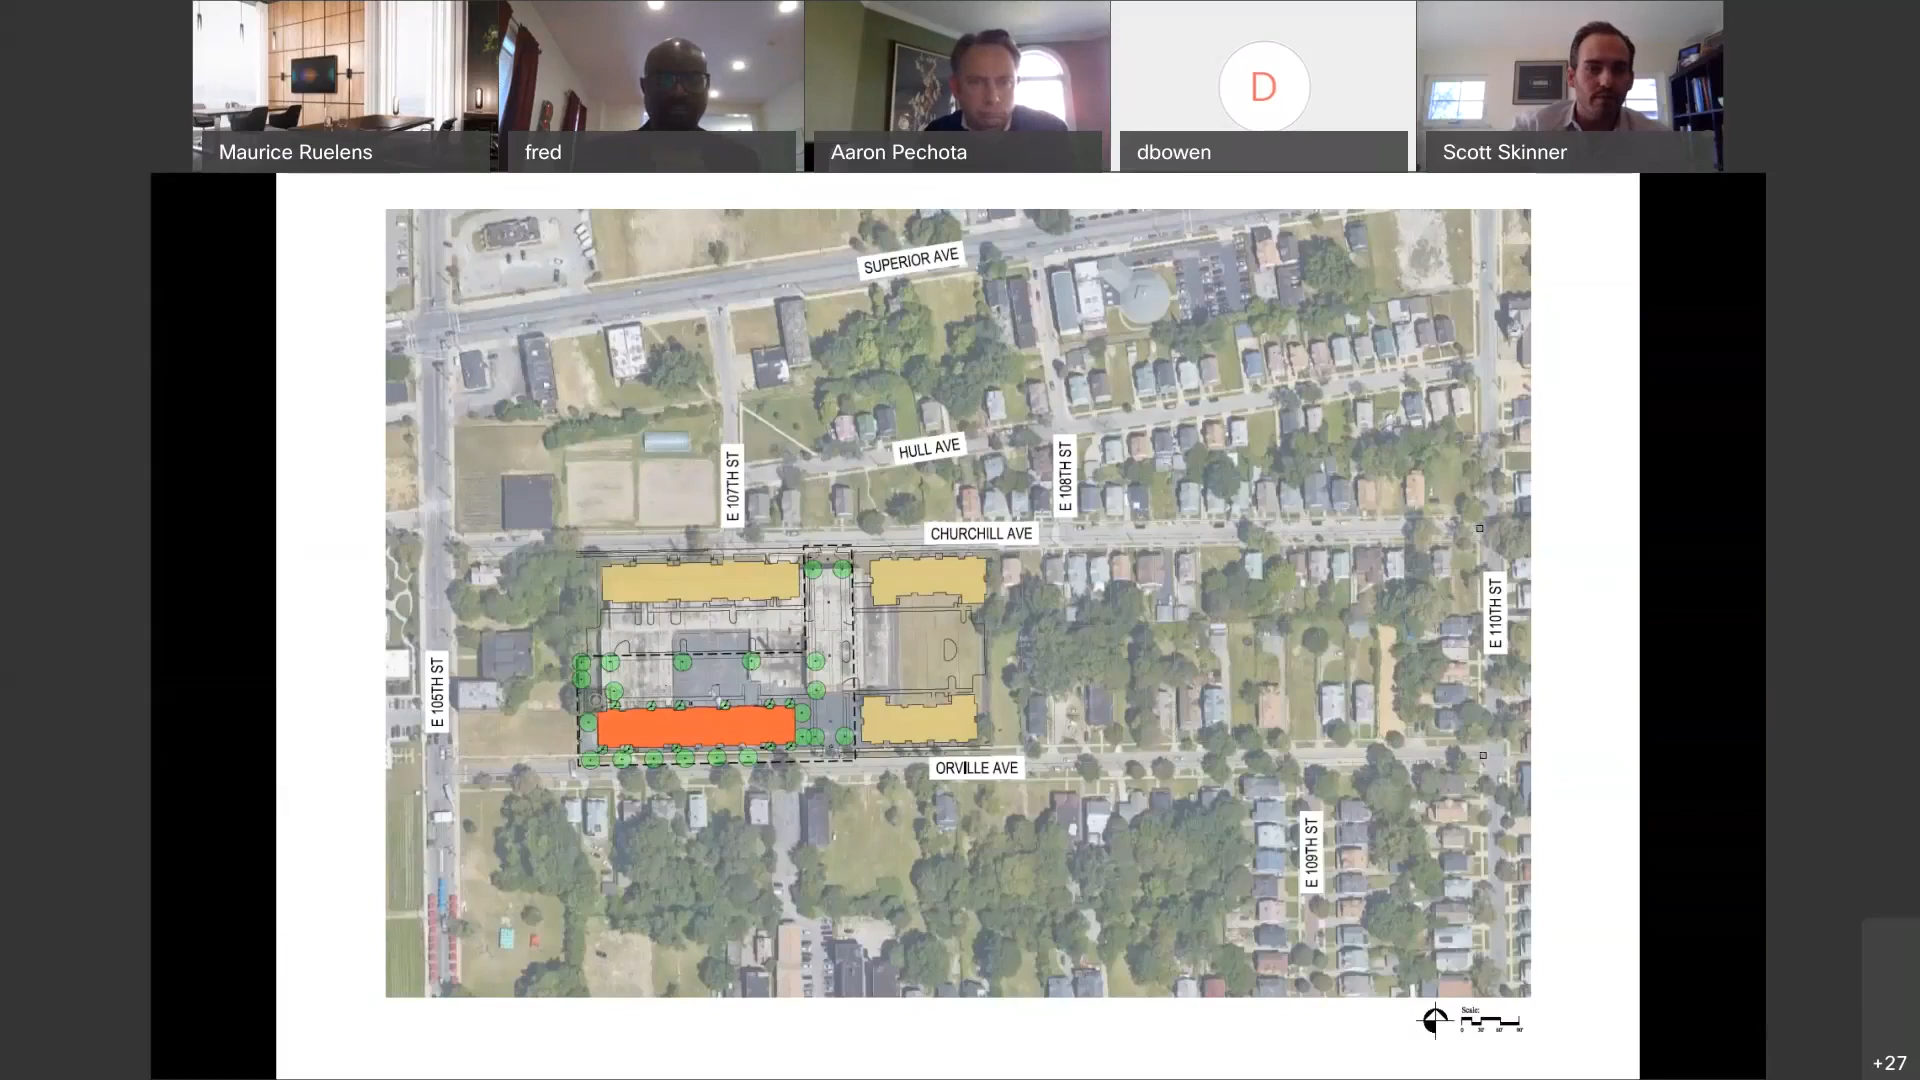 Maurice Ruelens
fred
Aaron Pechota
D
dbowen
Scott Skinner
SUPERIOR AVE
HULL AVE
E 107TH ST
E 108TH ST
CHURCHILL AVE
E 110TH ST
E 105TH ST
ORVILLE AVE
E 109TH ST
Scale:
+27